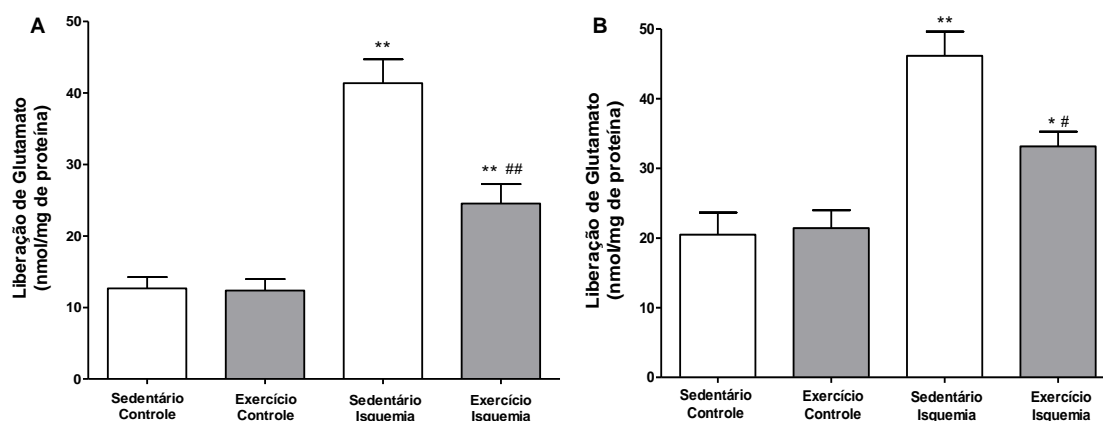 A
Liberação de Glutamato
(nmol/mg de proteína)
50
40
30
20
10
0
**
** ##
Sedentário
Controle
Exercício
Controle
Sedentário
Isquemia
Exercício
Isquemia
B
Liberação de Glutamato
(nmol/mg de proteína)
50
40
30
20
10
0
**
* #
Sedentário
Controle
Exercício
Controle
Sedentário
Isquemia
Exercício
Isquemia